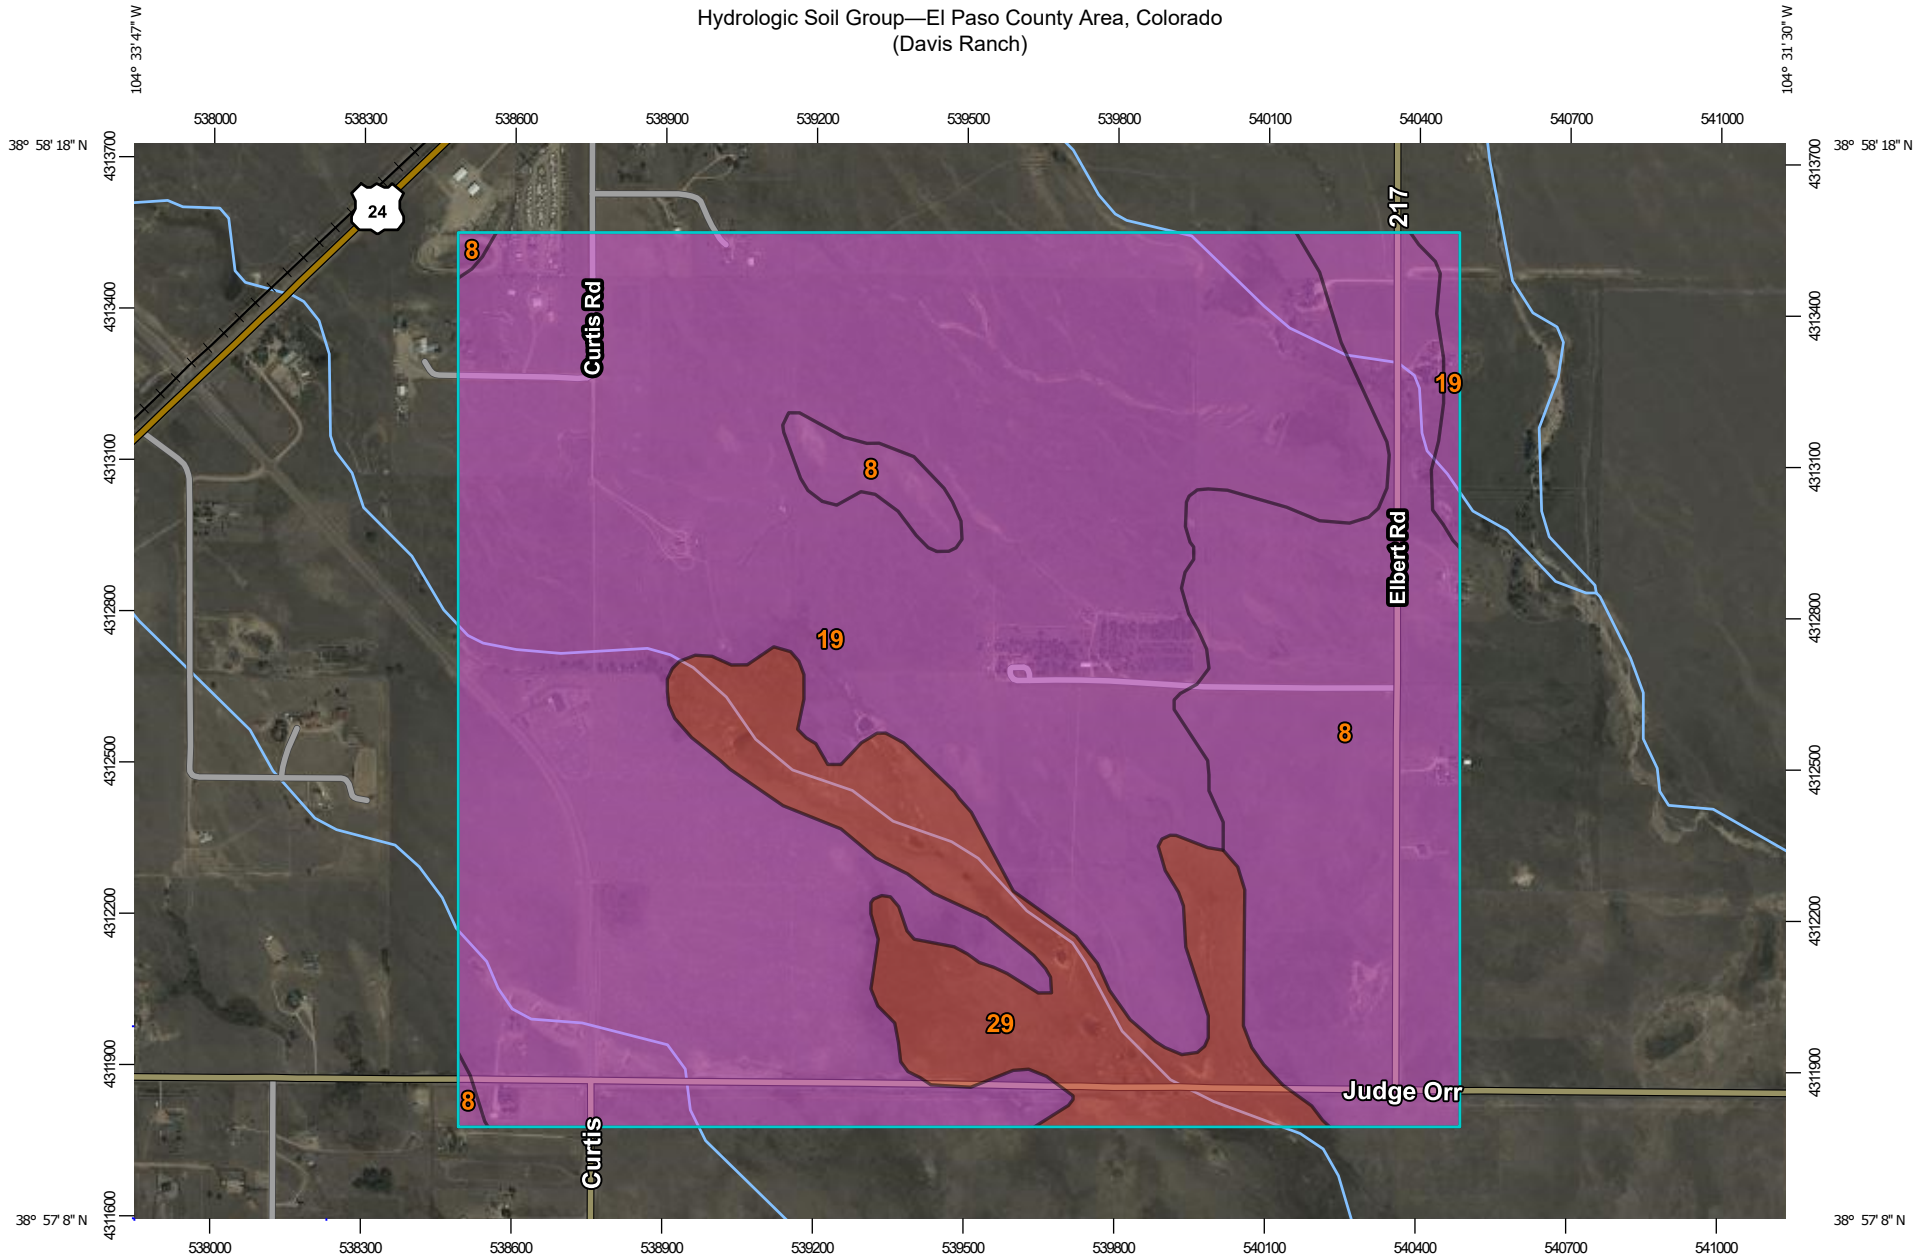 Hydrologic Soil Group—El Paso County Area, Colorado
(Davis Ranch)
104° 33' 47" W
104° 31' 30" W
538000 538300 538600 538900 539200 539500 539800 540100 540400 540700 541000
38° 58' 18" N
38° 58' 18" N
4313700
4313700
24
217
8
Curtis Rd
4313400
4313400
19
8
4313100
4313100
Elbert Rd
4312800
4312800
19
8
4312500
4312500
4312200
4312200
29
4311900
4311900
8
Judge Orr
Curtis
4311600
38° 57' 8" N
38° 57' 8" N
538000 538300 538600 538900 539200 539500 539800 540100 540400 540700 541000